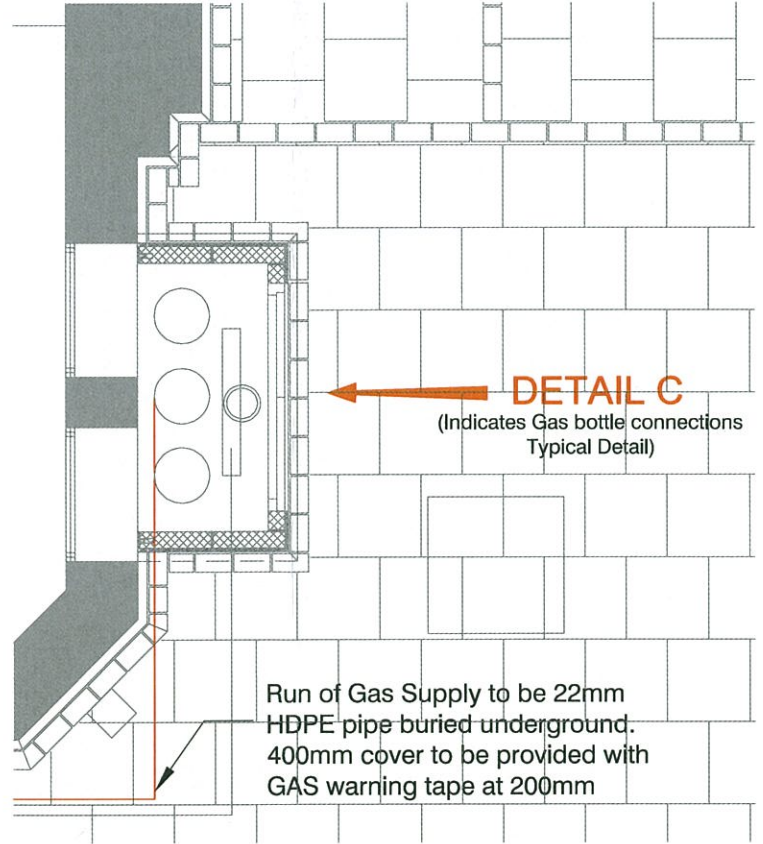 DETAIL C
(Indicates Gas bottle connections
Typical Detail)
Run of Gas Supply to be 22mm
HDPE pipe buried underground.
400mm cover to be provided with
GAS warning tape at 200mm